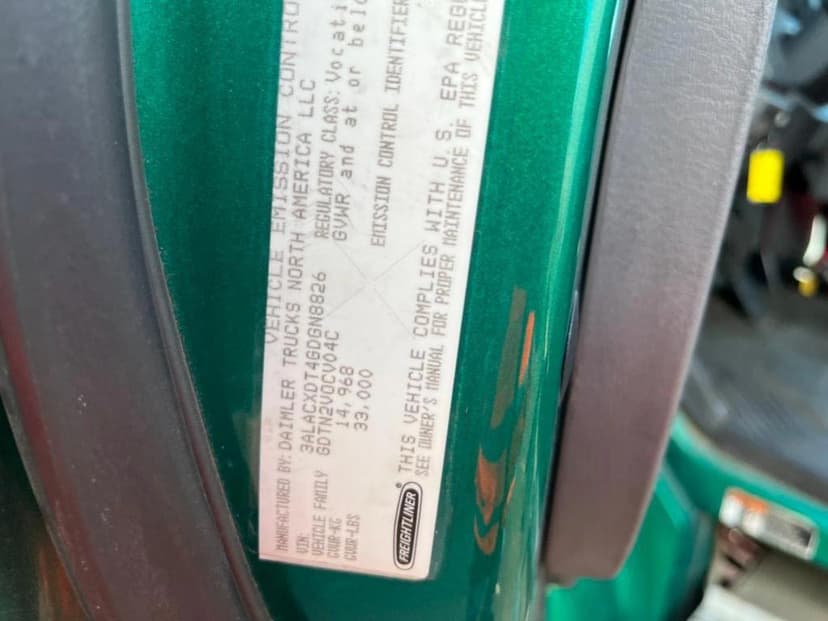 VEHICLE EMISSION CONTRO
MANUFACTURED BY: DAIMLER TRUCKS NORTH AMERICA LLC
VIN: 3ALACXDT4GDGN8826 REGULATORY CLASS: Vocati
VEHICLE FAMILY GDTN2VOCV04C GVWR and at or belo
GVWR-KG 14,968
GVWR-LBS 33,000 EMISSION CONTROL IDENTIFIER
FREIGHTLINER ® THIS VEHICLE COMPLIES WITH U.S. EPA REGU
SEE OWNER'S MANUAL FOR PROPER MAINTENANCE OF THIS VEHICL